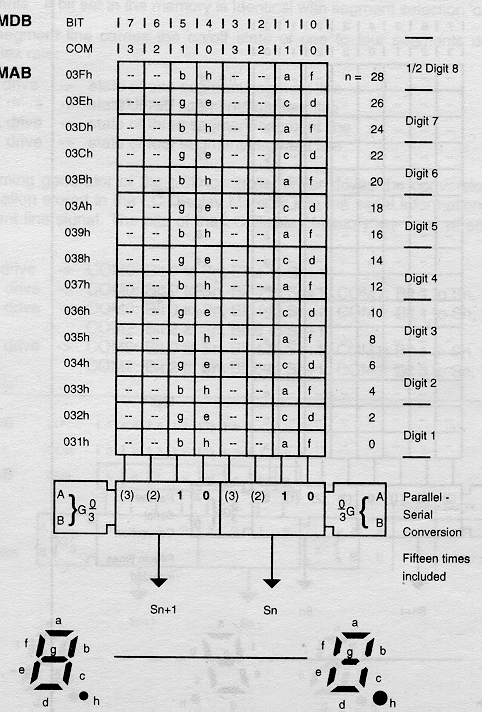 MDB BIT | 7 | 6 | 5 | 4 | 3 | 2 | 1 | 0 |
COM | 3 | 2 | 1 | 0 | 3 | 2 | 1 | 0 |
MAB 03Fh -- -- b h -- -- a f n = 28 1/2 Digit 8
03Eh -- -- g e -- -- c d 26
03Dh -- -- b h -- -- a f 24 Digit 7
03Ch -- -- g e -- -- c d 22
03Bh -- -- b h -- -- a f 20 Digit 6
03Ah -- -- g e -- -- c d 18
039h -- -- b h -- -- a f 16 Digit 5
038h -- -- g e -- -- c d 14
037h -- -- b h -- -- a f 12 Digit 4
036h -- -- g e -- -- c d 10
035h -- -- b h -- -- a f 8 Digit 3
034h -- -- g e -- -- c d 6
033h -- -- b h -- -- a f 4 Digit 2
032h -- -- g e -- -- c d 2
031h -- -- b h -- -- a f 0 Digit 1
A B } G 0/3 (3) (2) 1 0 (3) (2) 1 0 0/3 G { A B
Parallel -
Serial
Conversion
Fifteen times
included
Sn+1 Sn
a a
f g b f g b
e c e c
d h d h